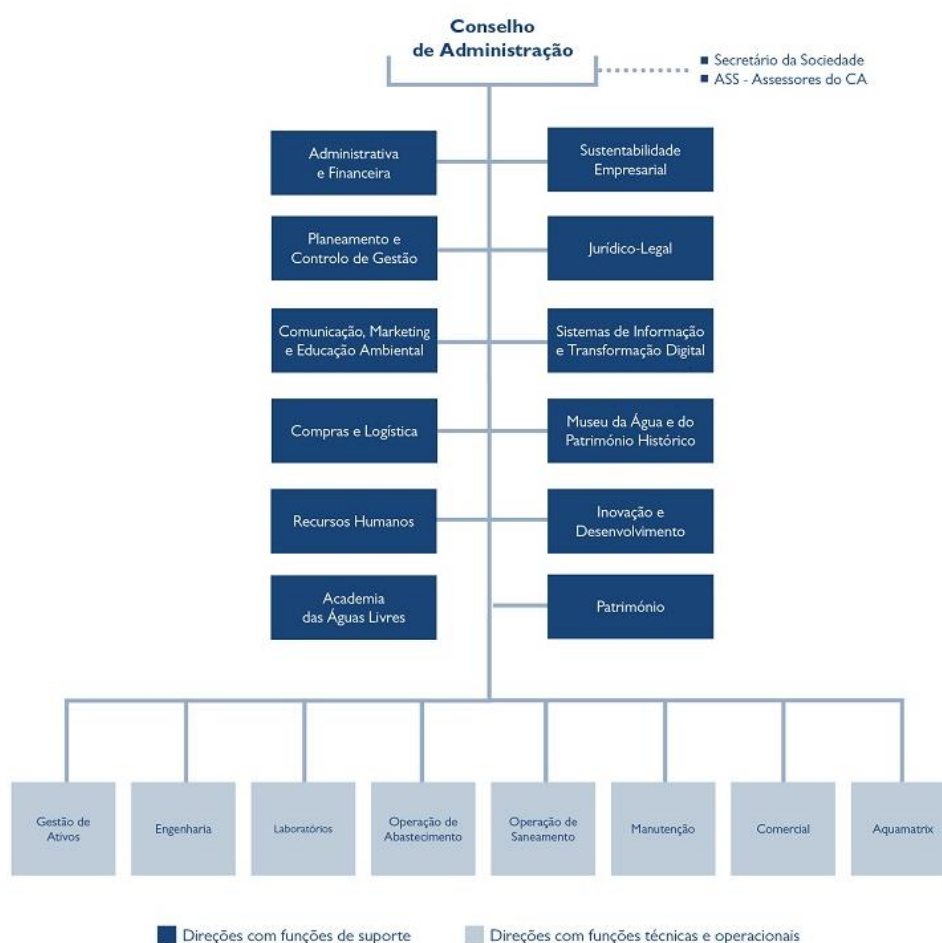 Conselho
de Administração
Secretário da Sociedade
ASS - Assessores do CA
Administrativa
e Financeira
Sustentabilidade
Empresarial
Planeamento e
Controlo de Gestão
Jurídico-Legal
Comunicação, Marketing
e Educação Ambiental
Sistemas de Informação
e Transformação Digital
Compras e Logística
Museu da Água e do
Património Histórico
Recursos Humanos
Inovação e
Desenvolvimento
Academia
das Águas Livres
Património
Gestão de
Ativos
Engenharia
Laboratórios
Operação de
Abastecimento
Operação de
Saneamento
Manutenção
Comercial
Aquamatrix
Direções com funções de suporte
Direções com funções técnicas e operacionais